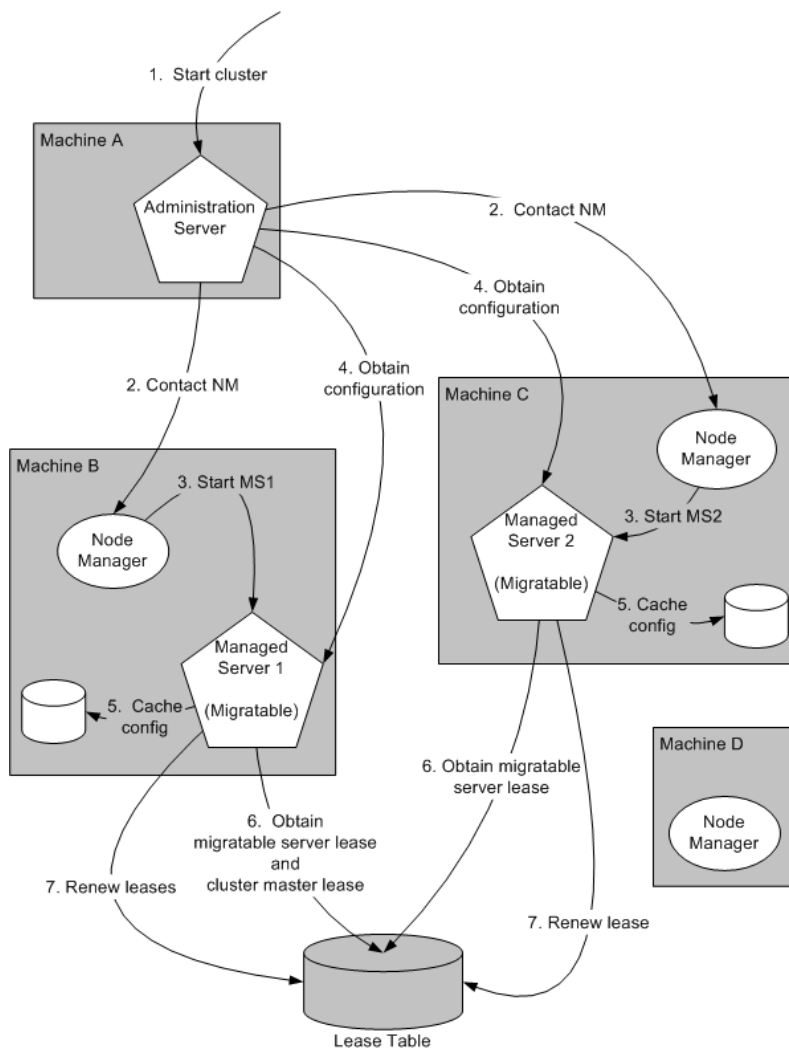 1. Start cluster
Machine A
Administration
Server
2. Contact NM
4. Obtain
configuration
2. Contact NM
4. Obtain
configuration
Machine C
Node
Manager
3. Start MS2
Managed
Server 2
(Migratable)
5. Cache
config
Machine B
3. Start MS1
Node
Manager
Managed
Server 1
(Migratable)
5. Cache
config
Machine D
Node
Manager
6. Obtain migratable
server lease
6. Obtain
migratable server lease
and
cluster master lease
7. Renew leases
7. Renew lease
Lease Table